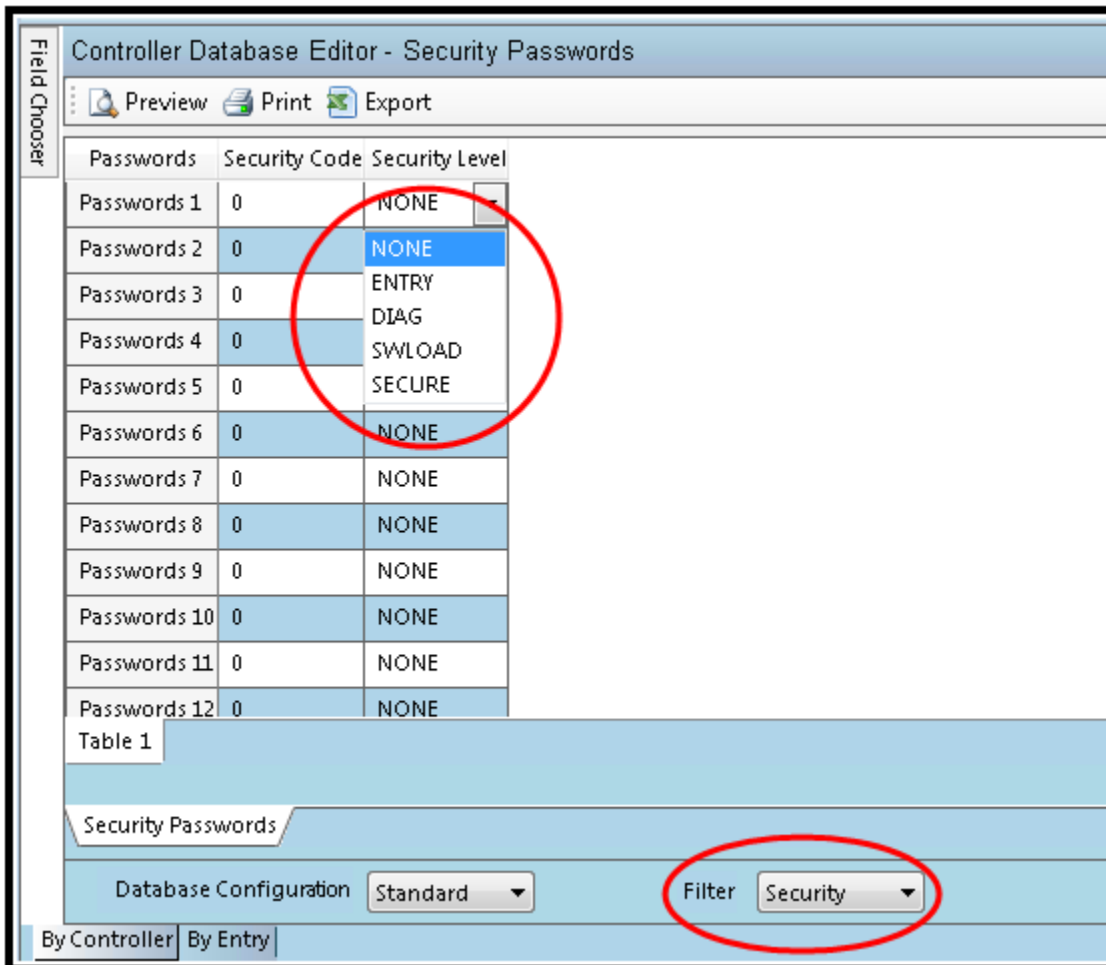 Field Chooser
Controller Database Editor - Security Passwords
Preview Print Export
Passwords Security Code Security Level
Passwords 1 0 NONE
Passwords 2 0 NONE
Passwords 3 0 ENTRY
DIAG
Passwords 4 0 SWLOAD
Passwords 5 0 SECURE
Passwords 6 0 NONE
Passwords 7 0 NONE
Passwords 8 0 NONE
Passwords 9 0 NONE
Passwords 10 0 NONE
Passwords 11 0 NONE
Passwords 12 0 NONE
Table 1
Security Passwords
Database Configuration Standard Filter Security
By Controller By Entry